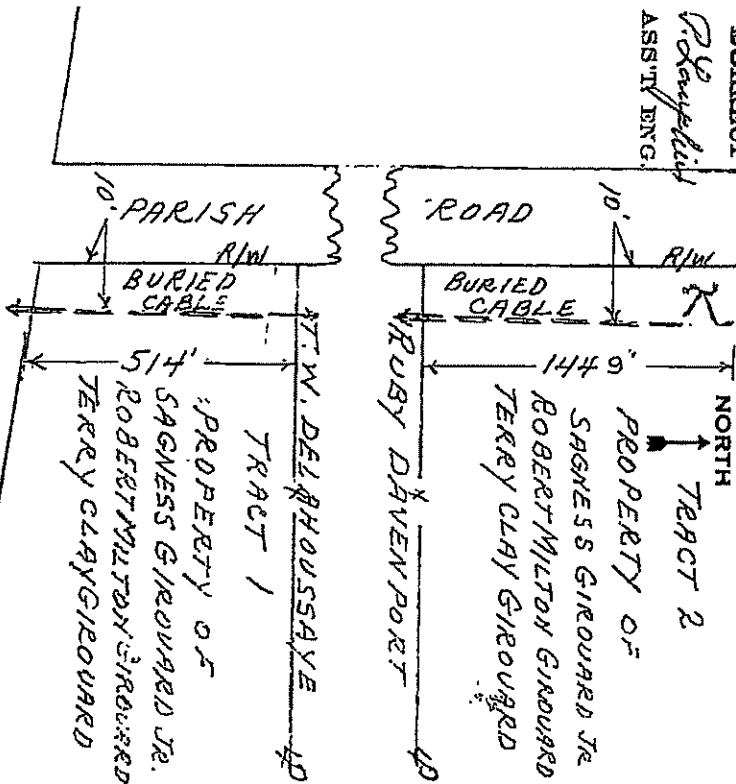 ASS'T. ENG.
10'
PARISH
ROAD
10'
R/W
R/W
BURIED
CABLE
BURIED
CABLE
514'
1449'
NORTH
T.W. DELAHOUSSAYE
RUBY DAVENPORT
TRACT 2
PROPERTY OF
SAGNESS GIROUARD JR
ROBERT MILTON GIROUARD
TERRY CLAY GIROUARD
TRACT 1
PROPERTY OF
SAGNESS GIROUARD JR.
ROBERT MILTON GIROUARD
TERRY CLAY GIROUARD
40
40